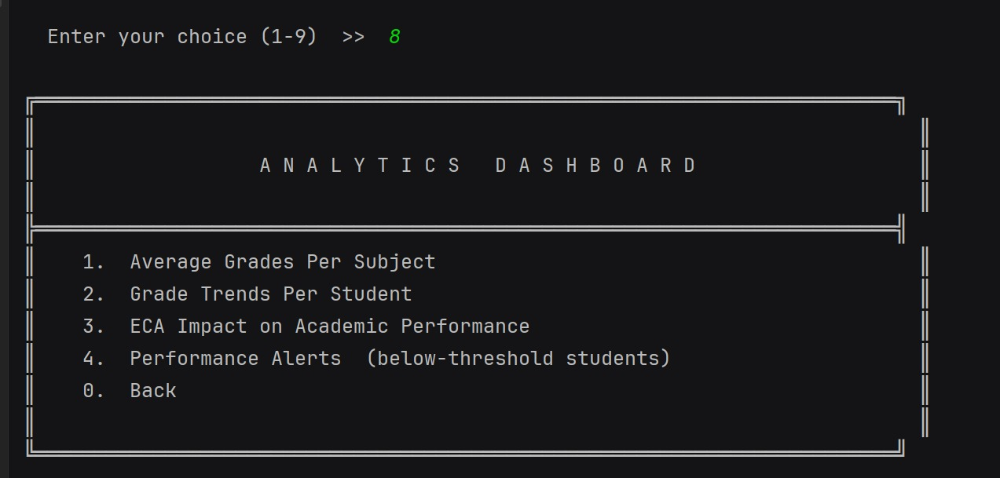 Enter your choice (1-9)  >>  8
A N A L Y T I C S   D A S H B O A R D
1.  Average Grades Per Subject
2.  Grade Trends Per Student
3.  ECA Impact on Academic Performance
4.  Performance Alerts  (below-threshold students)
0.  Back